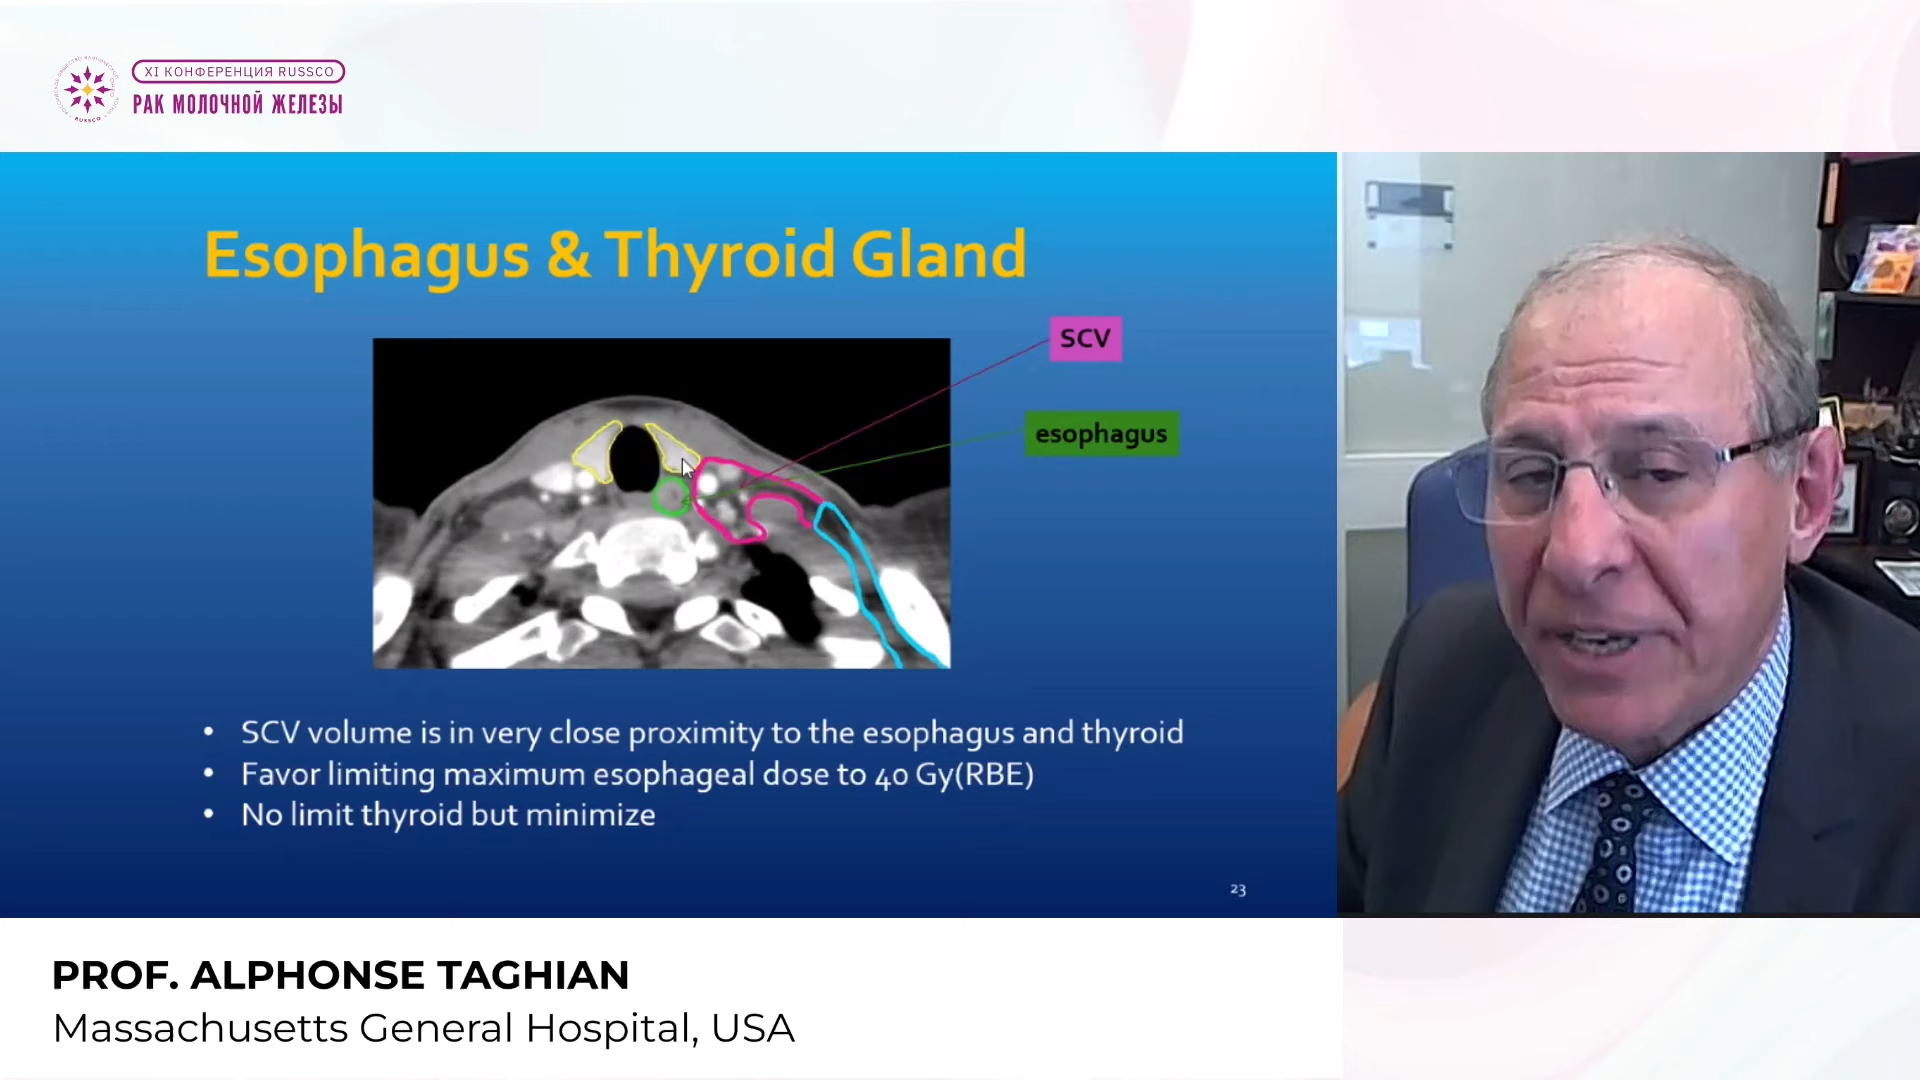 XI КОНФЕРЕНЦИЯ RUSSCO
РАК МОЛОЧНОЙ ЖЕЛЕЗЫ
RUSSCO
Esophagus & Thyroid Gland
SCV
esophagus
• SCV volume is in very close proximity to the esophagus and thyroid
• Favor limiting maximum esophageal dose to 40 Gy(RBE)
• No limit thyroid but minimize
23
PROF. ALPHONSE TAGHIAN
Massachusetts General Hospital, USA